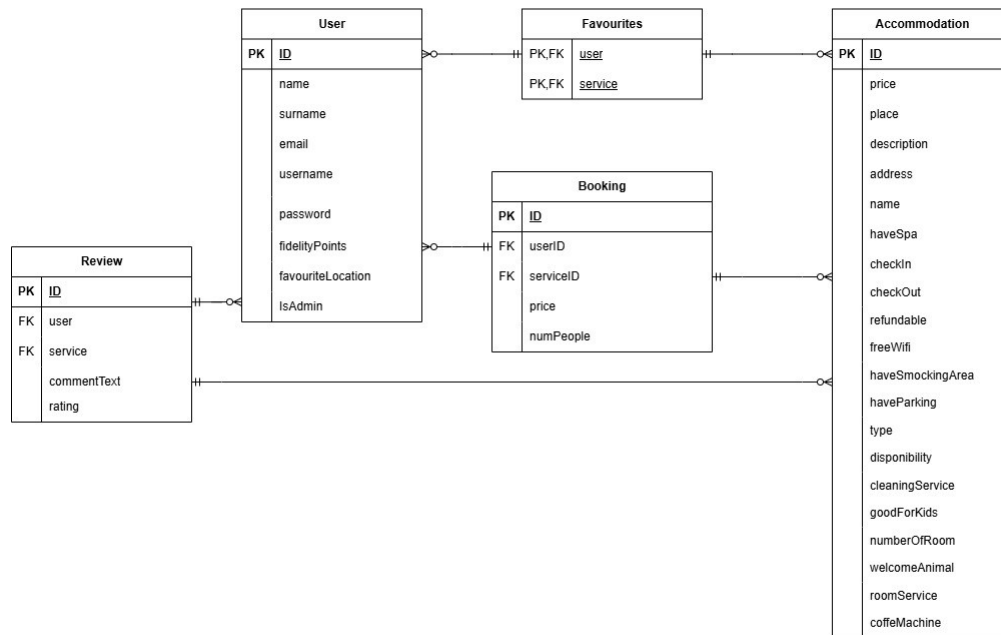 User
PK ID
name
surname
email
username
password
fidelityPoints
favouriteLocation
IsAdmin
Favourites
PK,FK user
PK,FK service
Accommodation
PK ID
price
place
description
address
name
haveSpa
checkIn
checkOut
refundable
freeWifi
haveSmockingArea
haveParking
type
disponibility
cleaningService
goodForKids
numberOfRoom
welcomeAnimal
roomService
coffeMachine
Booking
PK ID
FK userID
FK serviceID
price
numPeople
Review
PK ID
FK user
FK service
commentText
rating